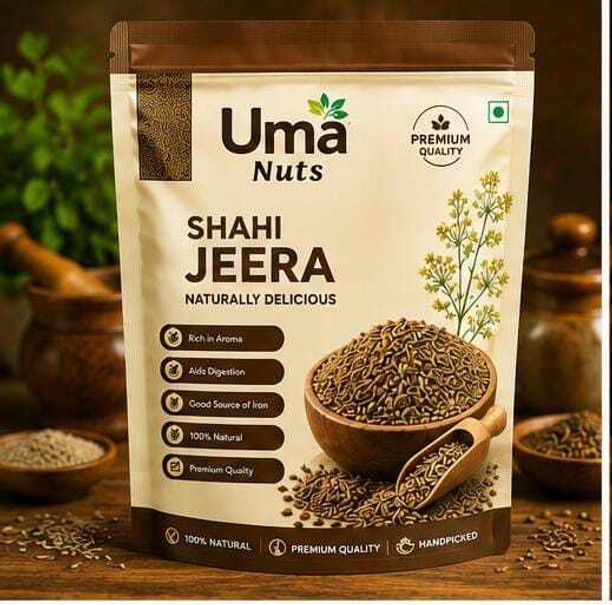 Uma
Nuts
PREMIUM
QUALITY
SHAHI
JEERA
NATURALLY DELICIOUS
Rich in Aroma
Aids Digestion
Good Source of Iron
100% Natural
Premium Quality
100% NATURAL
PREMIUM QUALITY
HANDPICKED